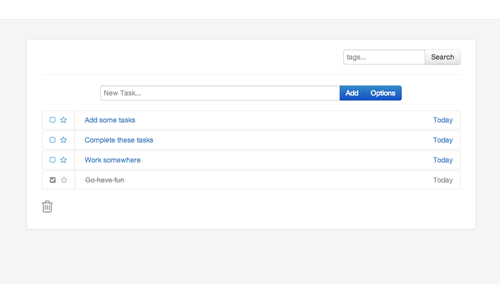 tags... Search
New Task... Add Options
Add some tasks Today
Complete these tasks Today
Work somewhere Today
Go have fun Today